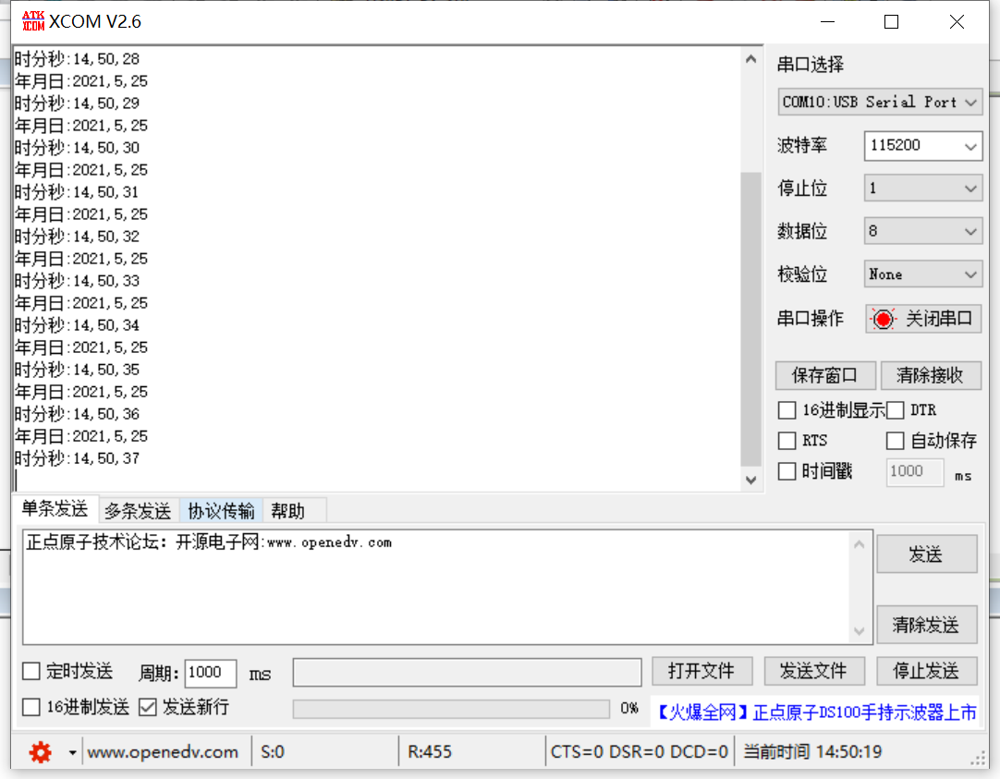 ATK
XCOM XCOM V2.6
时分秒:14,50,28
年月日:2021,5,25
时分秒:14,50,29
年月日:2021,5,25
时分秒:14,50,30
年月日:2021,5,25
时分秒:14,50,31
年月日:2021,5,25
时分秒:14,50,32
年月日:2021,5,25
时分秒:14,50,33
年月日:2021,5,25
时分秒:14,50,34
年月日:2021,5,25
时分秒:14,50,35
年月日:2021,5,25
时分秒:14,50,36
年月日:2021,5,25
时分秒:14,50,37
串口选择
COM10:USB Serial Port
波特率 115200
停止位 1
数据位 8
校验位 None
串口操作 关闭串口
保存窗口 清除接收
16进制显示 DTR
RTS 自动保存
时间戳 1000 ms
单条发送 多条发送 协议传输 帮助
正点原子技术论坛：开源电子网:www.openedv.com
发送
清除发送
定时发送 周期: 1000 ms 打开文件 发送文件 停止发送
16进制发送 发送新行 0% 【火爆全网】正点原子DS100手持示波器上市
www.openedv.com S:0 R:455 CTS=0 DSR=0 DCD=0 当前时间 14:50:19